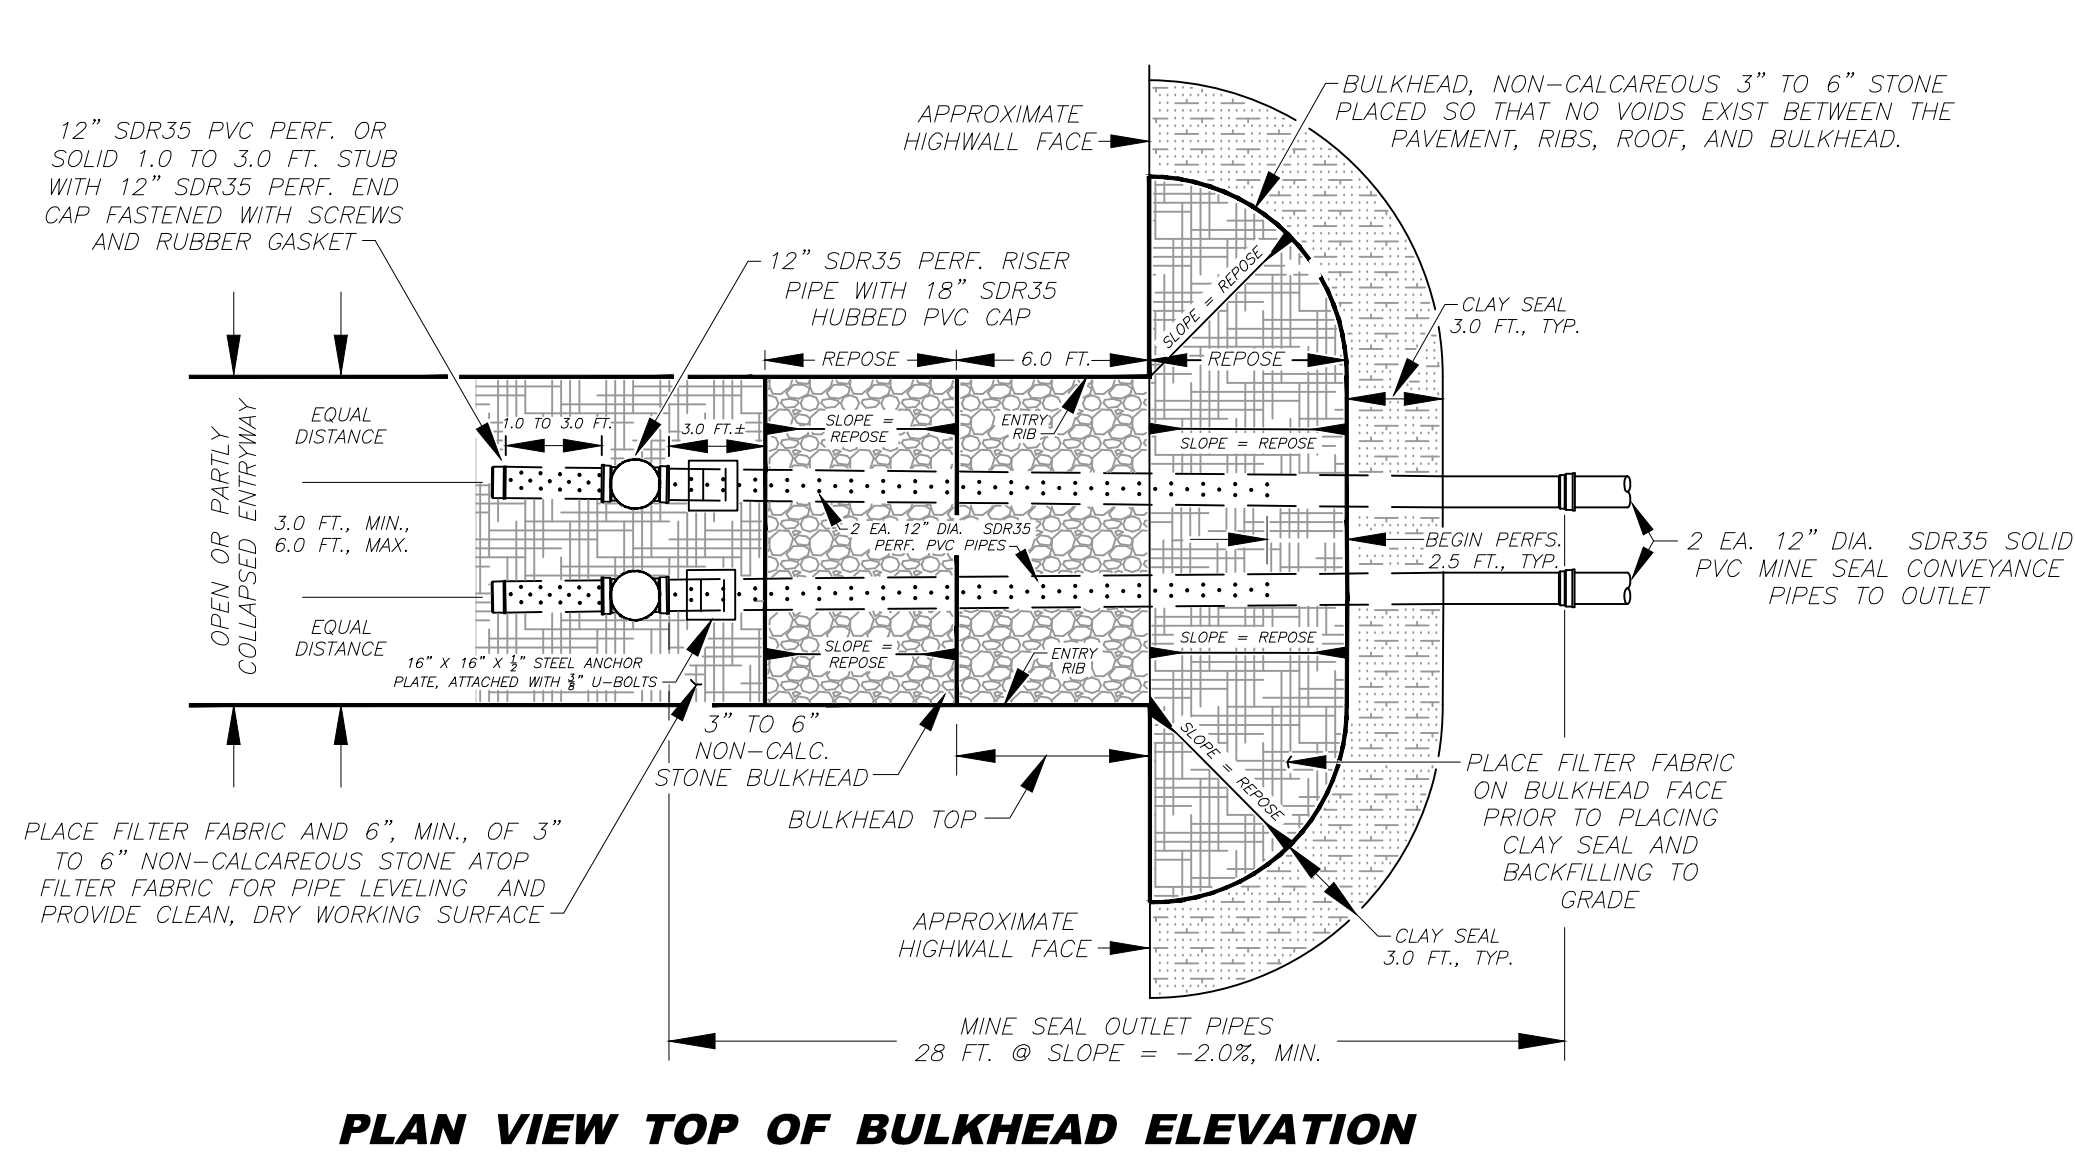 12” SDR35 PVC PERF. OR
SOLID 1.0 TO 3.0 FT. STUB
WITH 12” SDR35 PERF. END
CAP FASTENED WITH SCREWS
AND RUBBER GASKET
12” SDR35 PERF. RISER
PIPE WITH 18” SDR35
HUBBED PVC CAP
APPROXIMATE
HIGHWALL FACE
BULKHEAD, NON-CALCAREOUS 3” TO 6” STONE
PLACED SO THAT NO VOIDS EXIST BETWEEN THE
PAVEMENT, RIBS, ROOF, AND BULKHEAD.
CLAY SEAL
3.0 FT., TYP.
SLOPE = REPOSE
REPOSE
6.0 FT.
REPOSE
OPEN OR PARTLY
COLLAPSED ENTRYWAY
EQUAL
DISTANCE
1.0 TO 3.0 FT.
3.0 FT.±
SLOPE =
REPOSE
ENTRY
RIB
SLOPE = REPOSE
3.0 FT., MIN.,
6.0 FT., MAX.
2 EA. 12” DIA. SDR35
PERF. PVC PIPES
BEGIN PERFS.
2.5 FT., TYP.
2 EA. 12” DIA. SDR35 SOLID
PVC MINE SEAL CONVEYANCE
PIPES TO OUTLET
EQUAL
DISTANCE
16” X 16” X ½” STEEL ANCHOR
PLATE, ATTACHED WITH ⅜” U-BOLTS
SLOPE =
REPOSE
ENTRY
RIB
SLOPE = REPOSE
SLOPE = REPOSE
3” TO 6”
NON-CALC.
STONE BULKHEAD
BULKHEAD TOP
PLACE FILTER FABRIC
ON BULKHEAD FACE
PRIOR TO PLACING
CLAY SEAL AND
BACKFILLING TO
GRADE
PLACE FILTER FABRIC AND 6”, MIN., OF 3”
TO 6” NON-CALCAREOUS STONE ATOP
FILTER FABRIC FOR PIPE LEVELING AND
PROVIDE CLEAN, DRY WORKING SURFACE
APPROXIMATE
HIGHWALL FACE
CLAY SEAL
3.0 FT., TYP.
MINE SEAL OUTLET PIPES
28 FT. @ SLOPE = -2.0%, MIN.
PLAN VIEW TOP OF BULKHEAD ELEVATION